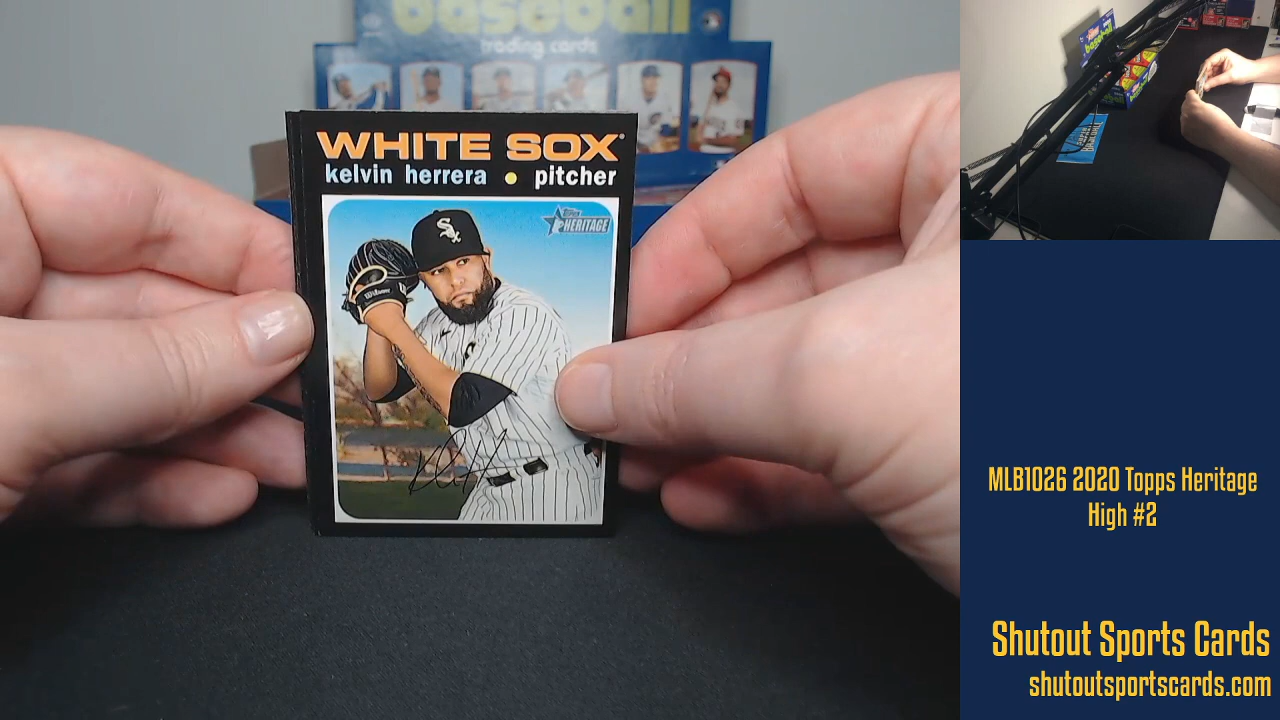 baseball
trading cards
WHITE SOX
kelvin herrera • pitcher
TOPPS
HERITAGE
MLB1026 2020 Topps Heritage
High #2
Shutout Sports Cards
shutoutsportscards.com